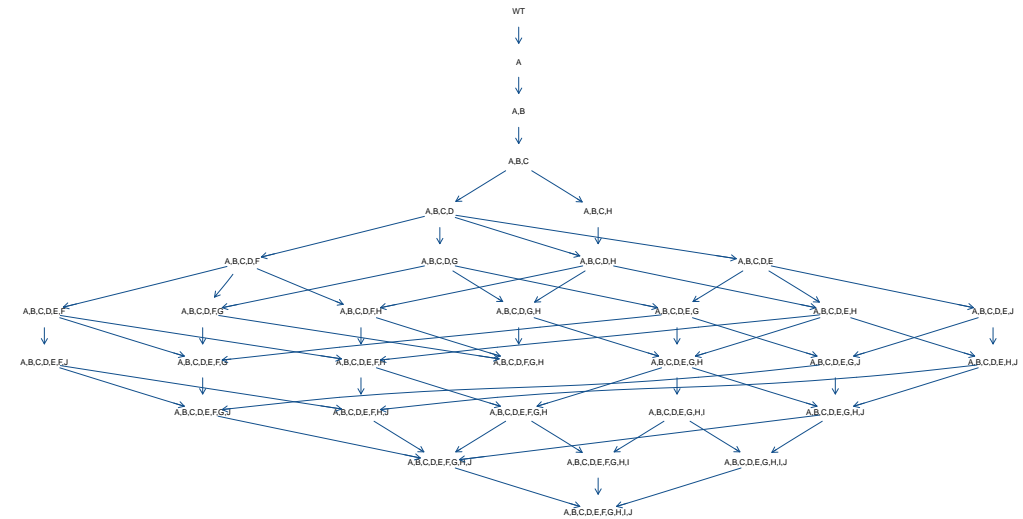 WT
A
A,B
A,B,C
A,B,C,D
A,B,C,H
A,B,C,D,F
A,B,C,D,G
A,B,C,D,H
A,B,C,D,E
A,B,C,D,E,F
A,B,C,D,F,G
A,B,C,D,F,H
A,B,C,D,G,H
A,B,C,D,E,G
A,B,C,D,E,H
A,B,C,D,E,J
A,B,C,D,E,F,J
A,B,C,D,E,F,G
A,B,C,D,E,F,H
A,B,C,D,F,G,H
A,B,C,D,E,G,H
A,B,C,D,E,G,J
A,B,C,D,E,H,J
A,B,C,D,E,F,G,J
A,B,C,D,E,F,H,J
A,B,C,D,E,F,G,H
A,B,C,D,E,G,H,I
A,B,C,D,E,G,H,J
A,B,C,D,E,F,G,H,J
A,B,C,D,E,F,G,H,I
A,B,C,D,E,G,H,I,J
A,B,C,D,E,F,G,H,I,J